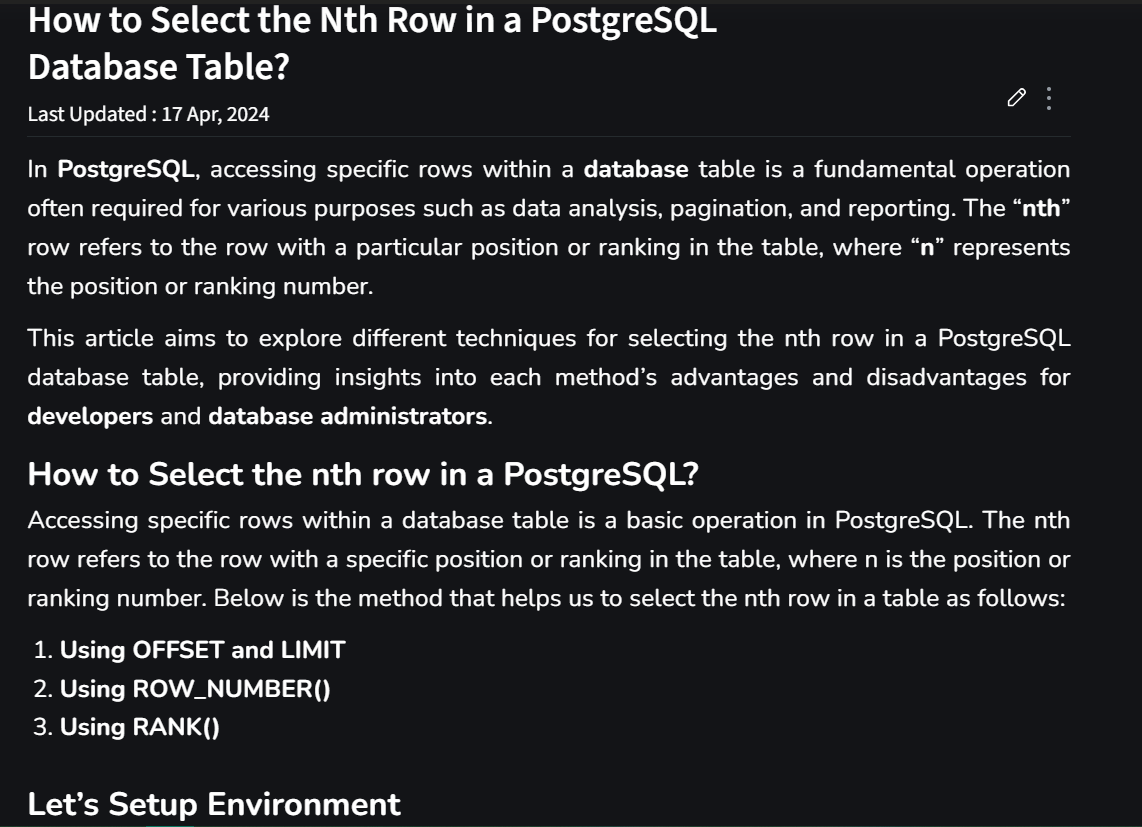 How to Select the Nth Row in a PostgreSQL
Database Table?
Last Updated : 17 Apr, 2024
In PostgreSQL, accessing specific rows within a database table is a fundamental operation
often required for various purposes such as data analysis, pagination, and reporting. The “nth”
row refers to the row with a particular position or ranking in the table, where “n” represents
the position or ranking number.
This article aims to explore different techniques for selecting the nth row in a PostgreSQL
database table, providing insights into each method’s advantages and disadvantages for
developers and database administrators.
How to Select the nth row in a PostgreSQL?
Accessing specific rows within a database table is a basic operation in PostgreSQL. The nth
row refers to the row with a specific position or ranking in the table, where n is the position or
ranking number. Below is the method that helps us to select the nth row in a table as follows:
1. Using OFFSET and LIMIT
2. Using ROW_NUMBER()
3. Using RANK()
Let’s Setup Environment